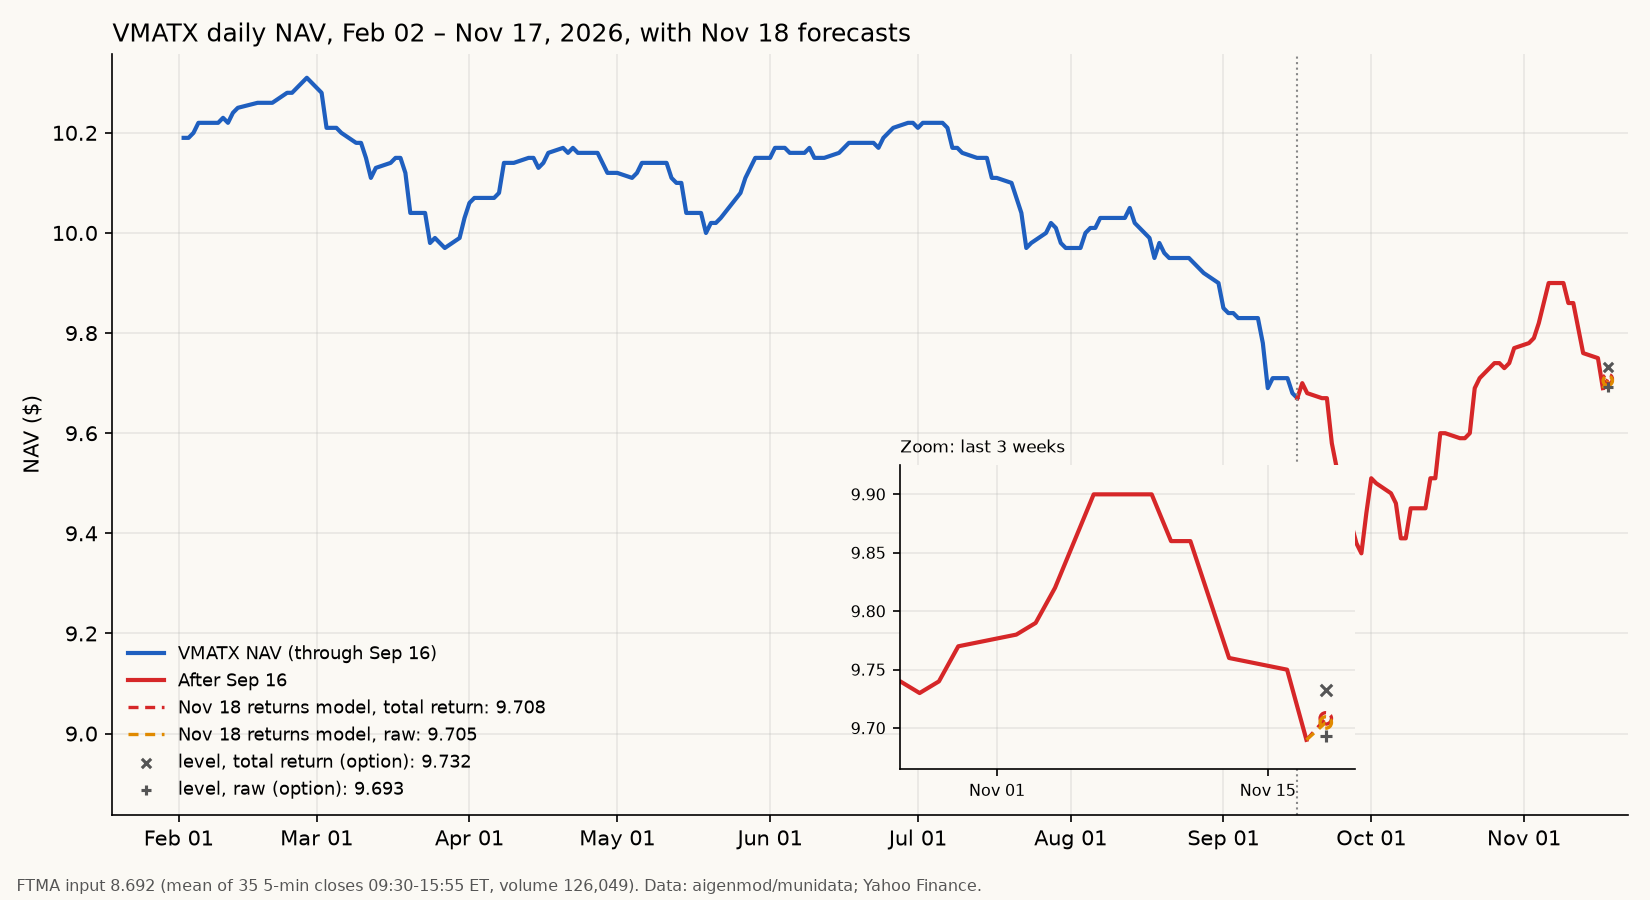 VMATX daily NAV, Feb 02 – Nov 17, 2026, with Nov 18 forecasts
NAV ($)
10.2
10.0
9.8
9.6
9.4
9.2
9.0
Zoom: last 3 weeks
9.90
9.85
9.80
9.75
9.70
Nov 01
Nov 15
VMATX NAV (through Sep 16)
After Sep 16
Nov 18 returns model, total return: 9.708
Nov 18 returns model, raw: 9.705
level, total return (option): 9.732
level, raw (option): 9.693
Feb 01
Mar 01
Apr 01
May 01
Jun 01
Jul 01
Aug 01
Sep 01
Oct 01
Nov 01
FTMA input 8.692 (mean of 35 5-min closes 09:30-15:55 ET, volume 126,049). Data: aigenmod/munidata; Yahoo Finance.